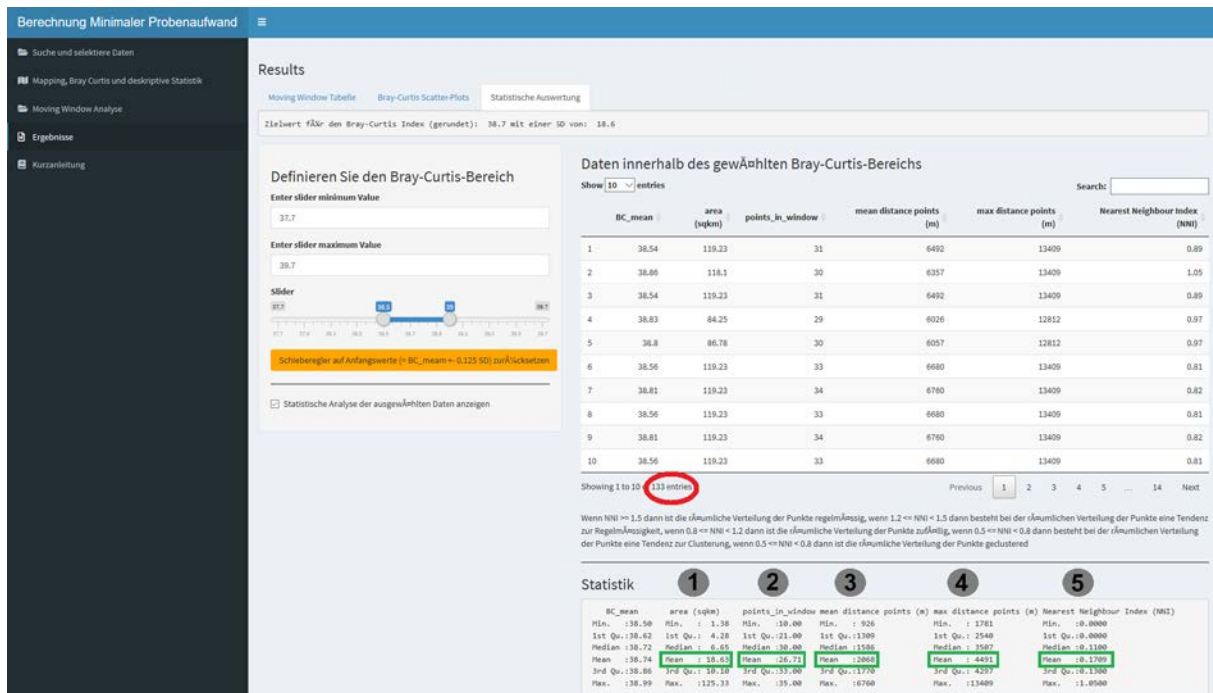 Berechnung Minimaler Probenaufwand
Suche und selektiere Daten
Mapping, Bray Curtis und deskriptive Statistik
Moving Window Analyse
Ergebnisse
Kurzanleitung
Results
Moving Window Tabelle Bray-Curtis Scatter-Plots Statistische Auswertung
Zielwert fÃ¼r den Bray-Curtis Index (gerundet): 38.7 mit einer SD von: 18.6
Definieren Sie den Bray-Curtis-Bereich
Enter slider minimum Value
37.7
Enter slider maximum Value
39.7
Slider
37.7 38.5 39 39.7
Schieberegler auf Anfangswerte (= BC_mean +- 0.125 SD) zurÃ¼cksetzen
Statistische Analyse der ausgewÃ¤hlten Daten anzeigen
Daten innerhalb des gewÃ¤hlten Bray-Curtis-Bereichs
Show 10 entries
Search:
BC_mean area (sqkm) points_in_window mean distance points (m) max distance points (m) Nearest Neighbour Index (NNI)
1 38.54 119.23 31 6492 13409 0.89
2 38.86 118.1 30 6357 13409 1.05
3 38.54 119.23 31 6492 13409 0.89
4 38.83 84.25 29 6026 12812 0.97
5 38.8 86.78 30 6057 12812 0.97
6 38.56 119.23 33 6680 13409 0.81
7 38.81 119.23 34 6760 13409 0.82
8 38.56 119.23 33 6680 13409 0.81
9 38.81 119.23 34 6760 13409 0.82
10 38.56 119.23 33 6680 13409 0.81
Showing 1 to 10 of 133 entries
Previous 1 2 3 4 5 ... 14 Next
Wenn NNI >= 1.5 dann ist die rÃ¤umliche Verteilung der Punkte regelmÃ¤ssig, wenn 1.2 <= NNI < 1.5 dann besteht bei der rÃ¤umlichen Verteilung der Punkte eine Tendenz
zur RegelmÃ¤ssigkeit, wenn 0.8 <= NNI < 1.2 dann ist die rÃ¤umliche Verteilung der Punkte zufÃ¤llig, wenn 0.5 <= NNI < 0.8 dann besteht bei der rÃ¤umlichen Verteilung
der Punkte eine Tendenz zur Clusterung, wenn 0.5 <= NNI < 0.8 dann ist die rÃ¤umliche Verteilung der Punkte geclustered
Statistik 1 2 3 4 5
BC_mean area (sqkm) points_in_window mean distance points (m) max distance points (m) Nearest Neighbour Index (NNI)
Min. :38.50 Min. : 1.38 Min. :10.00 Min. : 926 Min. : 1781 Min. :0.0000
1st Qu.:38.62 1st Qu.: 4.28 1st Qu.:21.00 1st Qu.:1309 1st Qu.: 2540 1st Qu.:0.0000
Median :38.72 Median : 6.65 Median :30.00 Median :1586 Median : 3507 Median :0.1100
Mean :38.74 Mean : 18.63 Mean :26.71 Mean :2068 Mean : 4491 Mean :0.1709
3rd Qu.:38.86 3rd Qu.: 10.10 3rd Qu.:33.00 3rd Qu.:1770 3rd Qu.: 4297 3rd Qu.:0.1300
Max. :38.99 Max. :125.33 Max. :35.00 Max. :6760 Max. :13409 Max. :1.0500